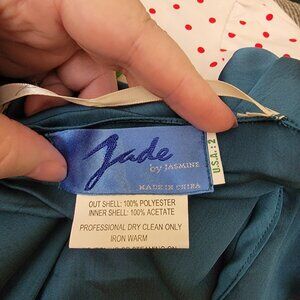 Jade
by JASMINE
MADE IN CHINA
U.S.A.: 2
OUT SHELL: 100% POLYESTER
INNER SHELL: 100% ACETATE
PROFESSIONAL DRY CLEAN ONLY
IRON WARM